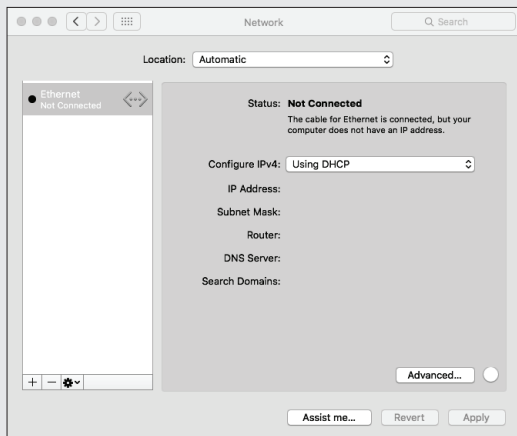 Network
Search
Location: Automatic
Ethernet
Not Connected
Status: Not Connected
The cable for Ethernet is connected, but your
computer does not have an IP address.
Configure IPv4: Using DHCP
IP Address:
Subnet Mask:
Router:
DNS Server:
Search Domains:
Advanced...
Assist me...
Revert
Apply